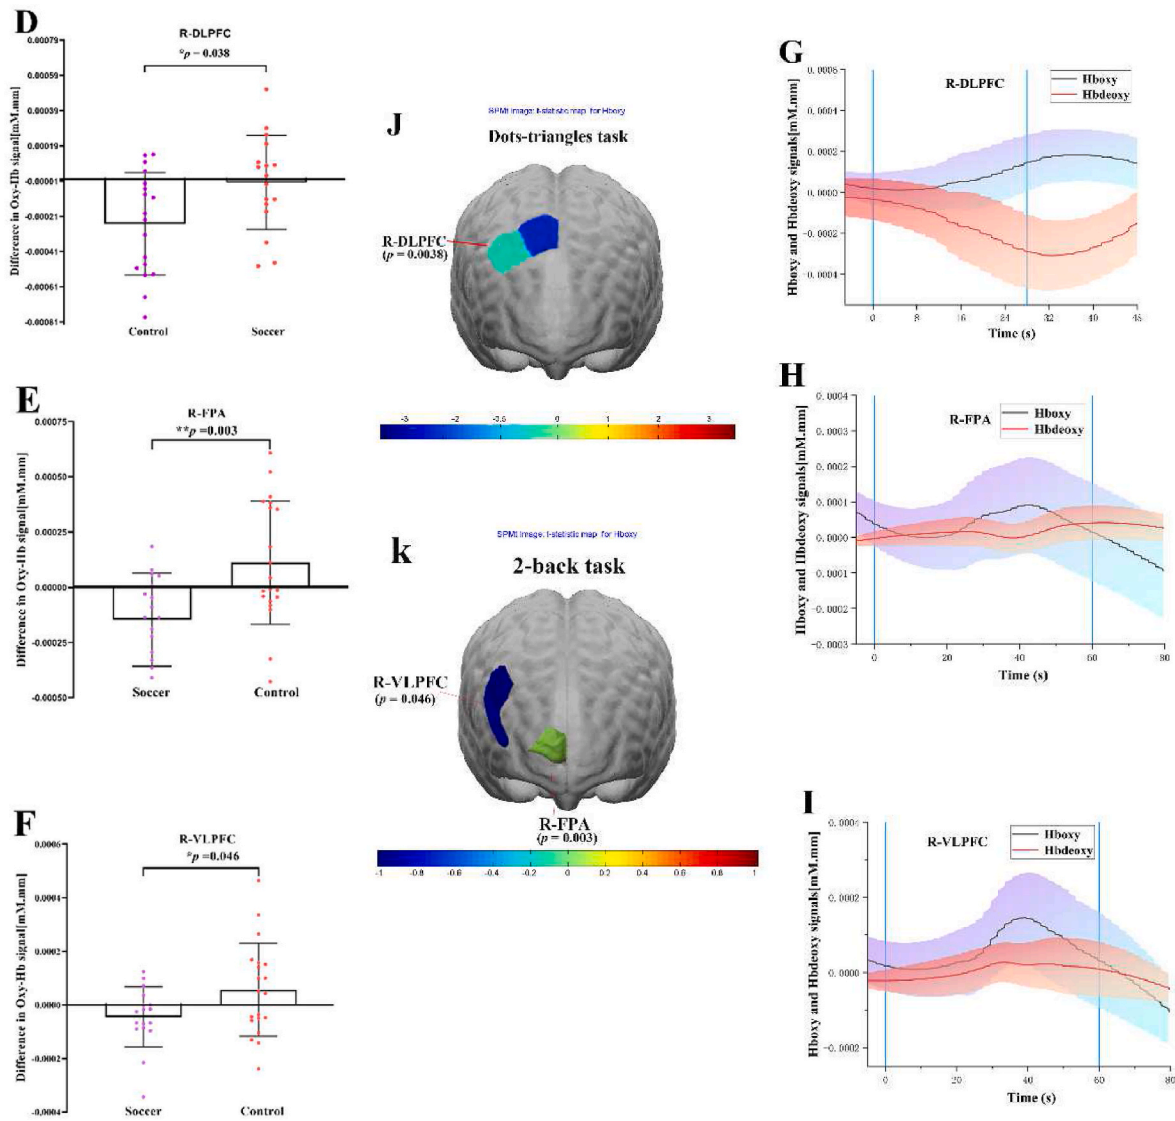 D
R-DLPFC
*p = 0.038
Difference in Oxy-Hb signal[mM.mm]
0.00079
0.00059
0.00039
0.00019
-0.00001
-0.00021
-0.00041
-0.00061
-0.00081
Control
Soccer
E
R-FPA
**p =0.003
Difference in Oxy-Hb signal[mM.mm]
0.00075
0.00050
0.00025
0.00000
-0.00025
-0.00050
Soccer
Control
F
R-VLPFC
*p =0.046
Difference in Oxy-Hb signal[mM.mm]
0.0006
0.0004
0.0002
0.0000
-0.0002
-0.0004
Soccer
Control
J
SPMt image: t-statistic map for Hboxy
Dots-triangles task
R-DLPFC
(p = 0.0038)
-3
-2
0
1
2
3
k
SPMt image: t-statistic map for Hboxy
2-back task
R-VLPFC
(p = 0.046)
R-FPA
(p = 0.003)
-1
-0.8
-0.6
-0.4
-0.2
0
0.2
0.4
0.6
0.8
1
G
R-DLPFC
Hboxy
Hbdeoxy
Hboxy and Hbdeoxy signals[mM.mm]
0.0006
0.0002
0.0000
-0.0002
-0.0004
0
8
16
24
32
40
Time (s)
H
R-FPA
Hboxy
Hbdeoxy
Hboxy and Hbdeoxy signals[mM.mm]
0.0004
0.0003
0.0002
0.0001
0.0000
-0.0001
-0.0002
-0.0003
0
20
40
60
80
Time (s)
I
R-VLPFC
Hboxy
Hbdeoxy
Hboxy and Hbdeoxy signals[mM.mm]
0.0004
0.0002
0.0000
-0.0002
0
20
40
60
80
Time (s)